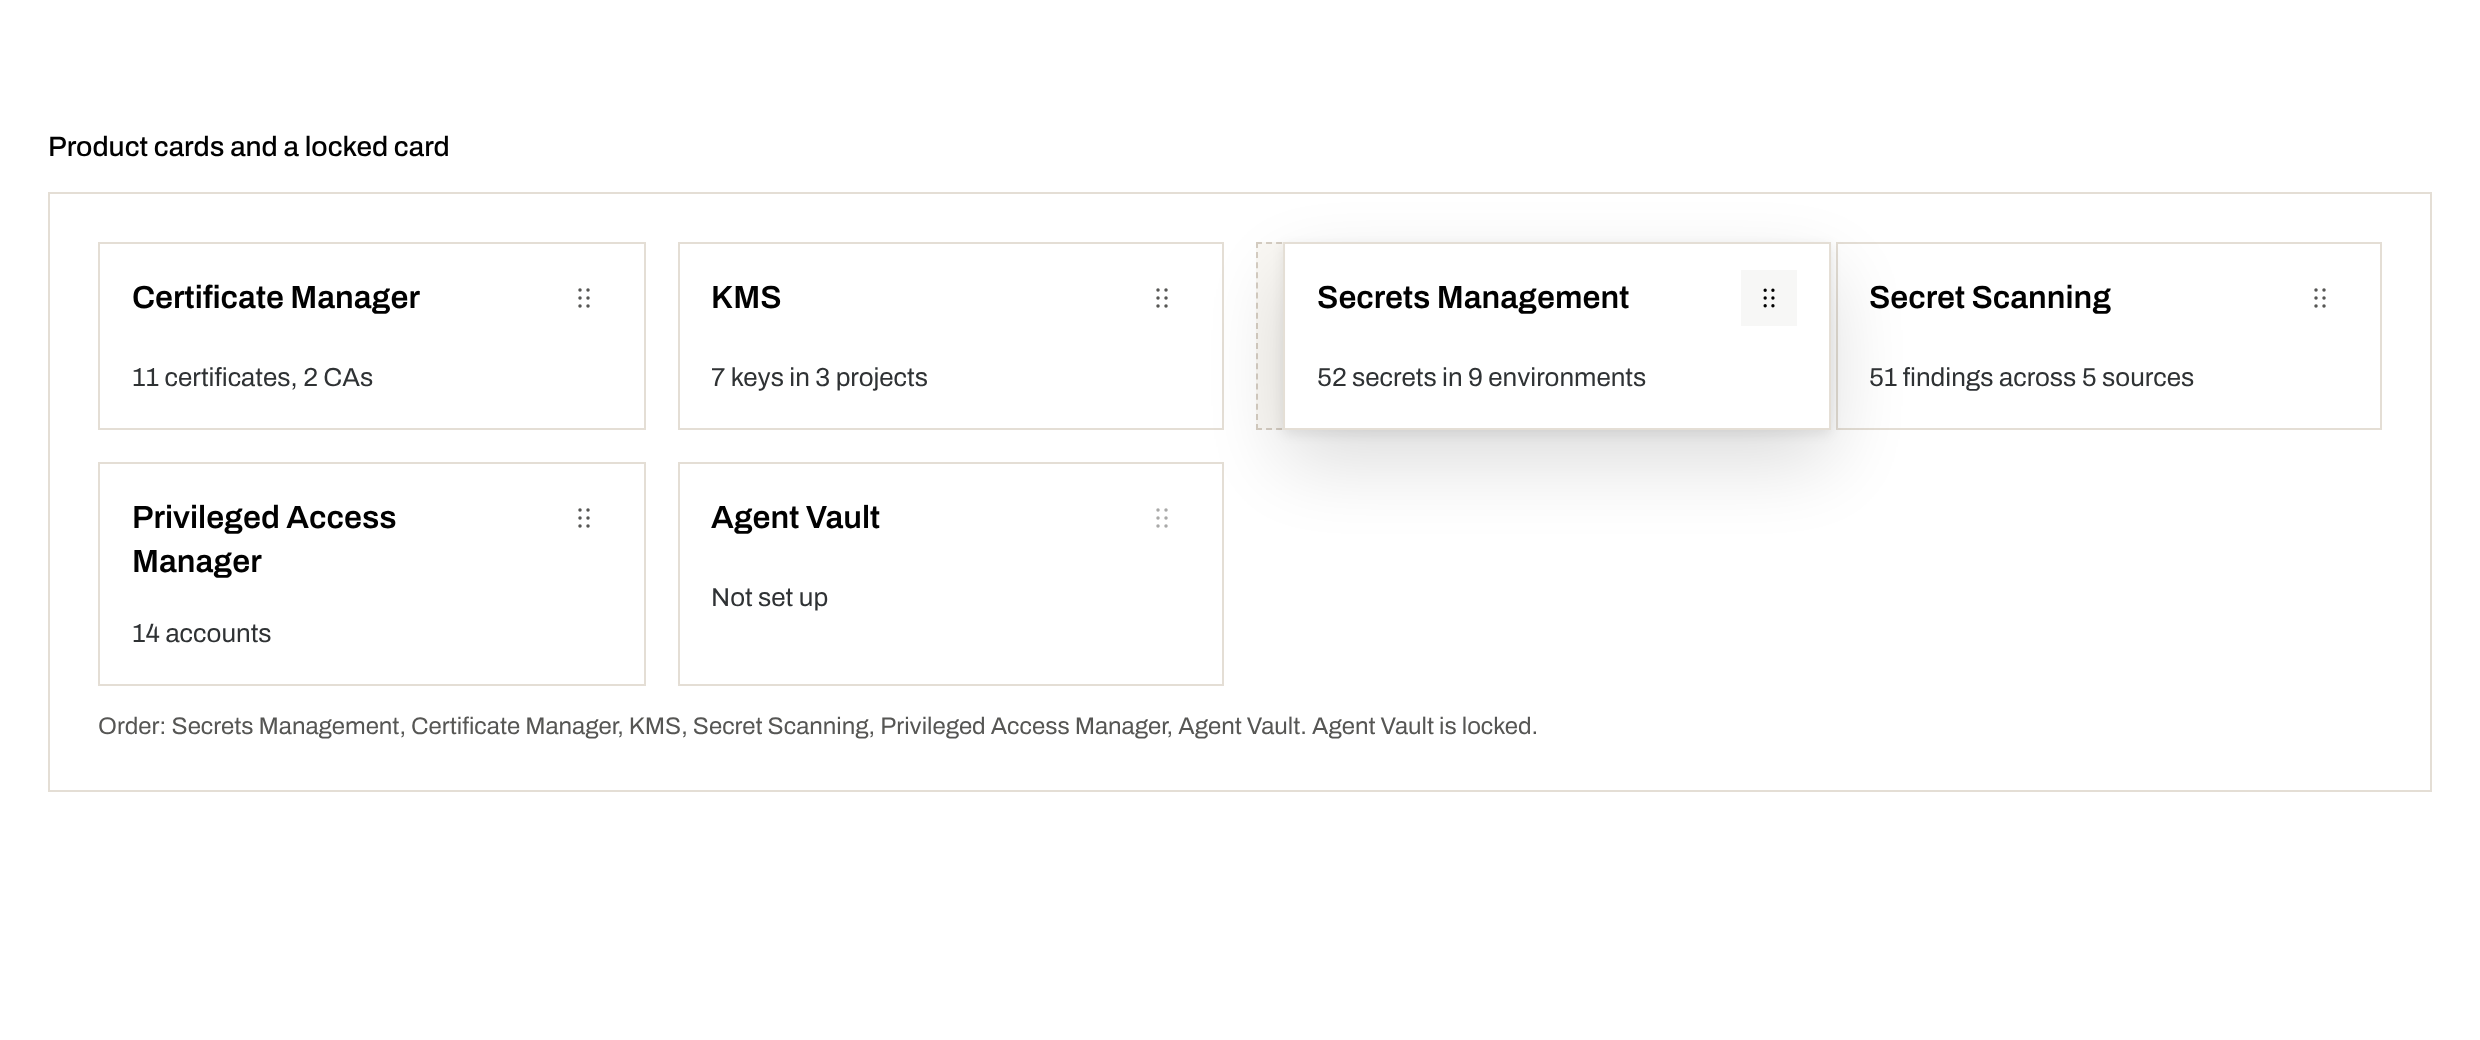 Product cards and a locked card
Certificate Manager
11 certificates, 2 CAs
KMS
7 keys in 3 projects
Secrets Management
52 secrets in 9 environments
Secret Scanning
51 findings across 5 sources
Privileged Access
Manager
14 accounts
Agent Vault
Not set up
Order: Secrets Management, Certificate Manager, KMS, Secret Scanning, Privileged Access Manager, Agent Vault. Agent Vault is locked.